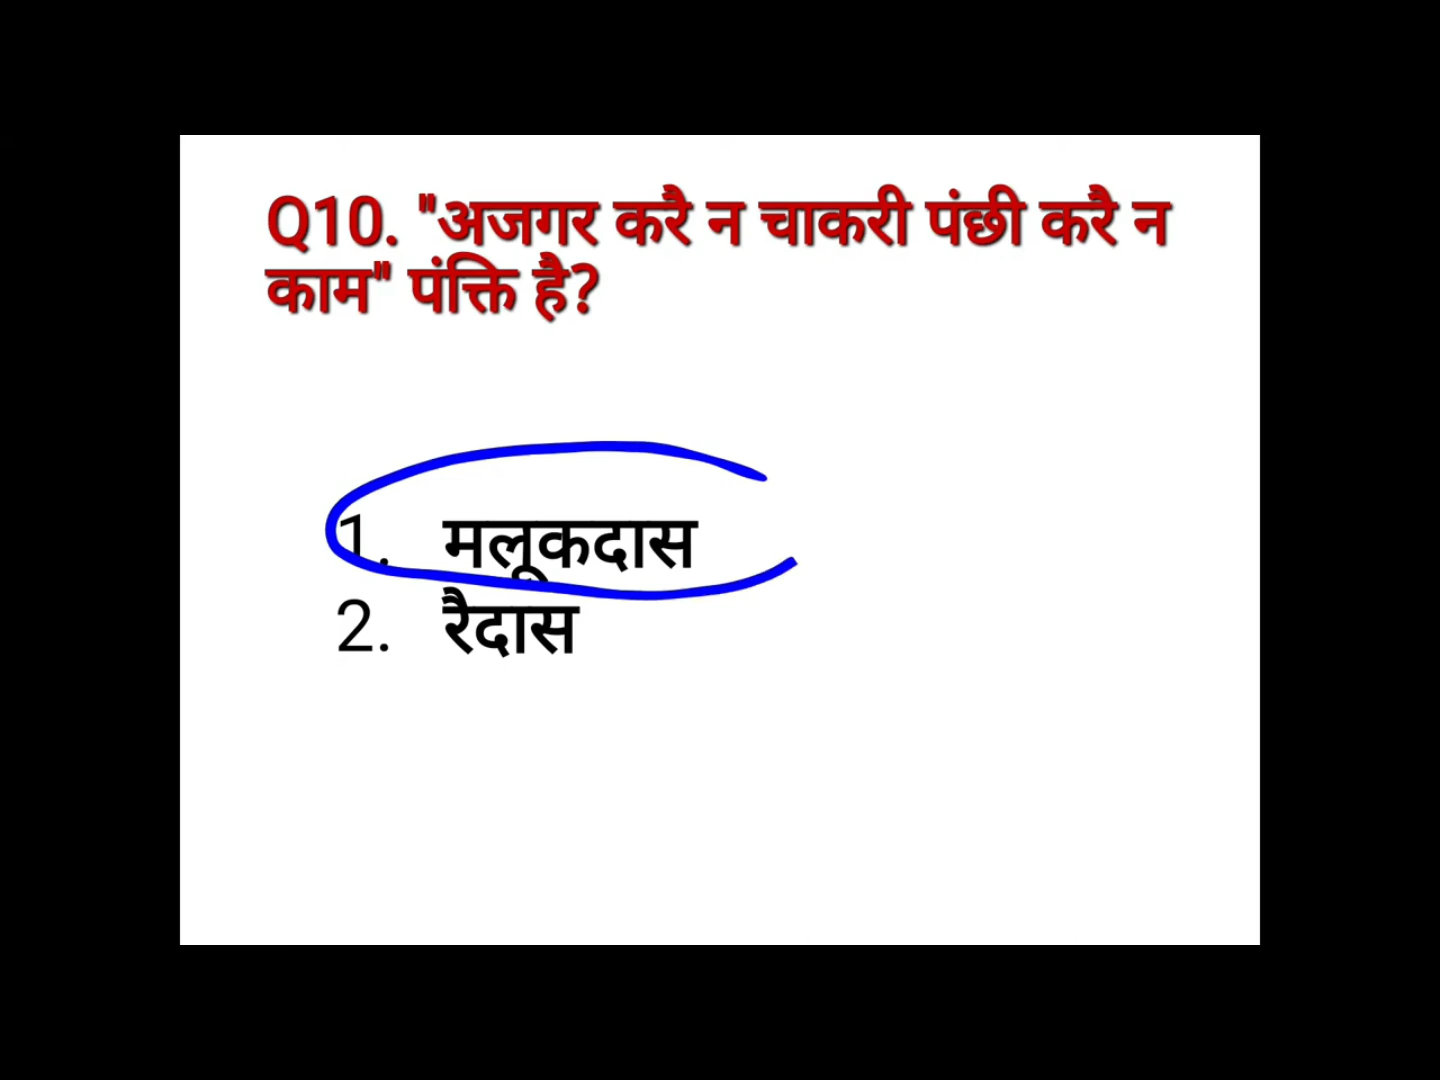 Q10. "अजगर करै न चाकरी पंछी करै न
काम" पंक्ति है?
1. मलूकदास
2. रैदास